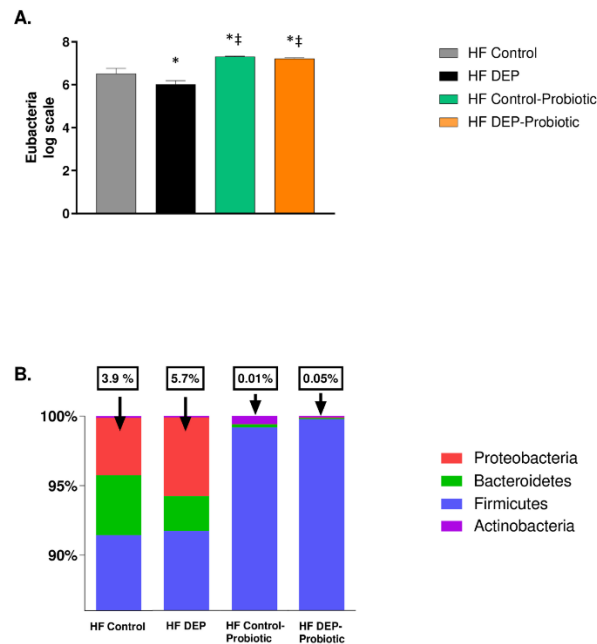 A.
Eubacteria
log scale
8
6
4
2
0
*
*‡
*‡
HF Control
HF DEP
HF Control-Probiotic
HF DEP-Probiotic
B.
3.9 %
5.7%
0.01%
0.05%
100%
95%
90%
HF Control
HF DEP
HF Control-
Probiotic
HF DEP-
Probiotic
Proteobacteria
Bacteroidetes
Firmicutes
Actinobacteria